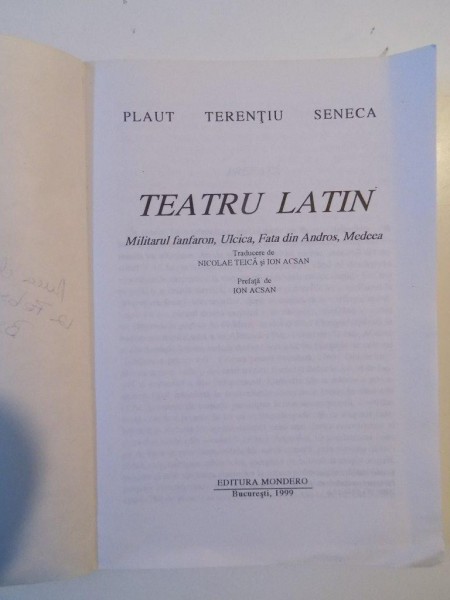 PLAUT TERENȚIU SENECA
TEATRU LATIN
Militarul fanfaron, Ulcica, Fata din Andros, Medeea
Traducere de
NICOLAE TEICĂ și ION ACSAN
Prefață de
ION ACSAN
EDITURA MONDERO
București, 1999